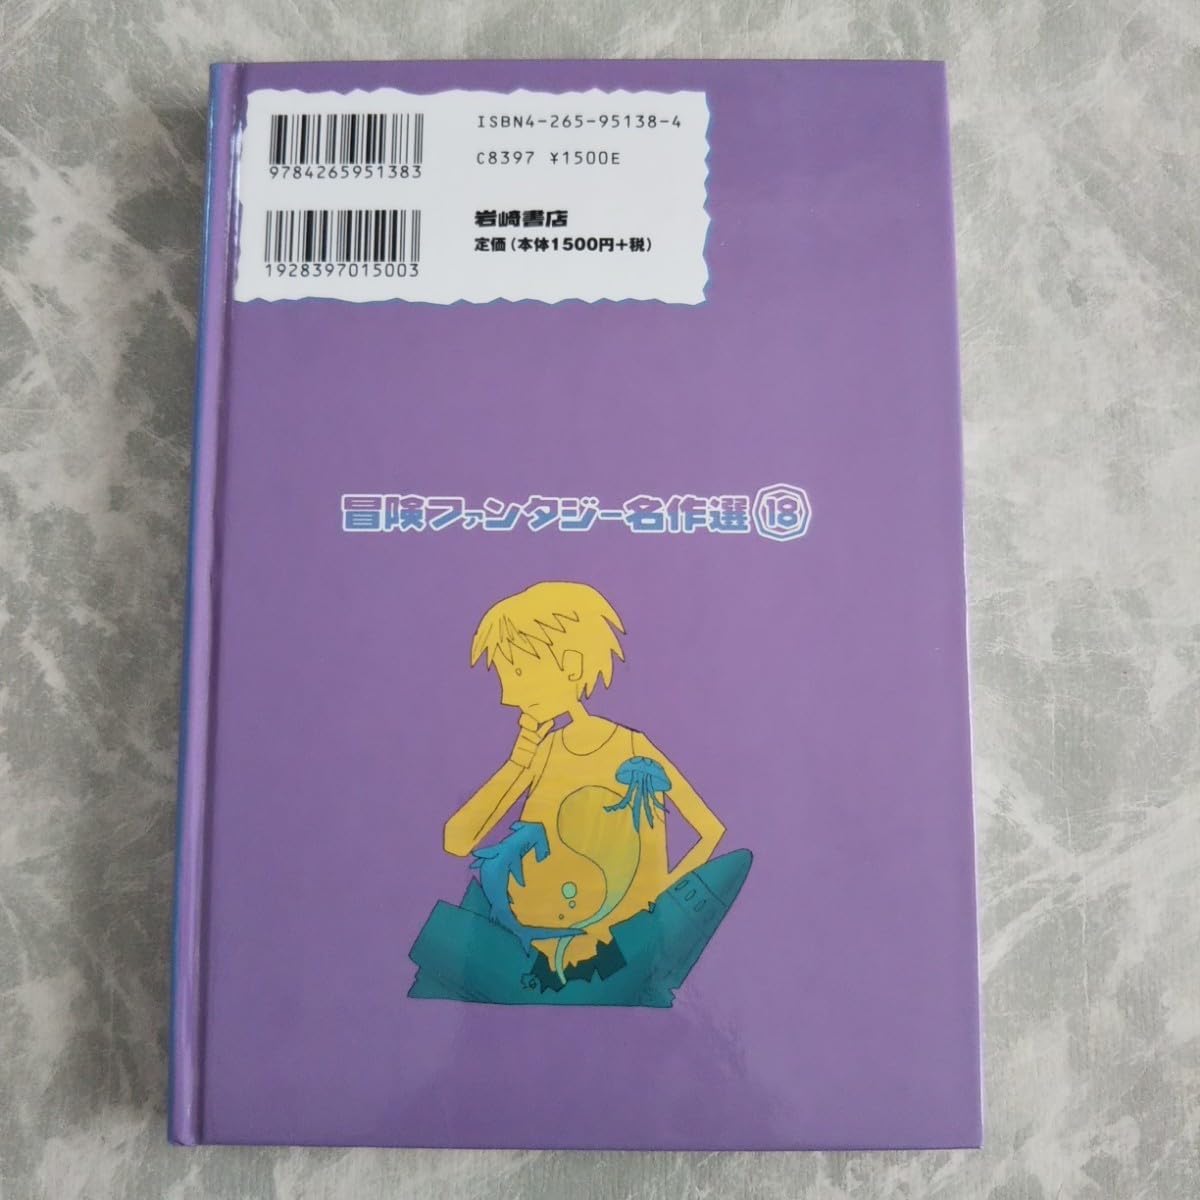 9784265951383
1928397015003
ISBN4-265-95138-4
C8397 ¥1500E
岩崎書店
定価(本体1500円+税)
冒険ファンタジー名作選⑱